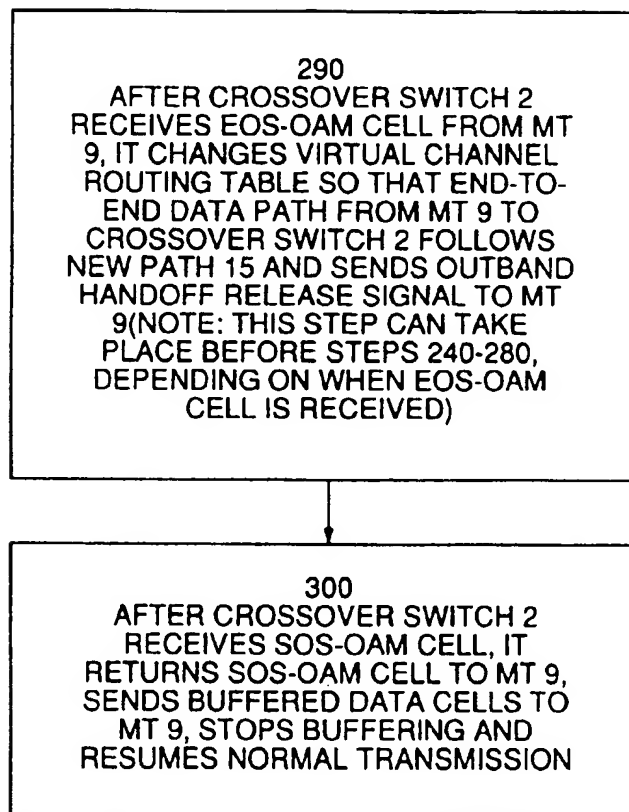 290
AFTER CROSSOVER SWITCH 2
RECEIVES EOS-OAM CELL FROM MT
9, IT CHANGES VIRTUAL CHANNEL
ROUTING TABLE SO THAT END-TO-
END DATA PATH FROM MT 9 TO
CROSSOVER SWITCH 2 FOLLOWS
NEW PATH 15 AND SENDS OUTBAND
HANDOFF RELEASE SIGNAL TO MT
9(NOTE: THIS STEP CAN TAKE
PLACE BEFORE STEPS 240-280,
DEPENDING ON WHEN EOS-OAM
CELL IS RECEIVED)
300
AFTER CROSSOVER SWITCH 2
RECEIVES SOS-OAM CELL, IT
RETURNS SOS-OAM CELL TO MT 9,
SENDS BUFFERED DATA CELLS TO
MT 9, STOPS BUFFERING AND
RESUMES NORMAL TRANSMISSION